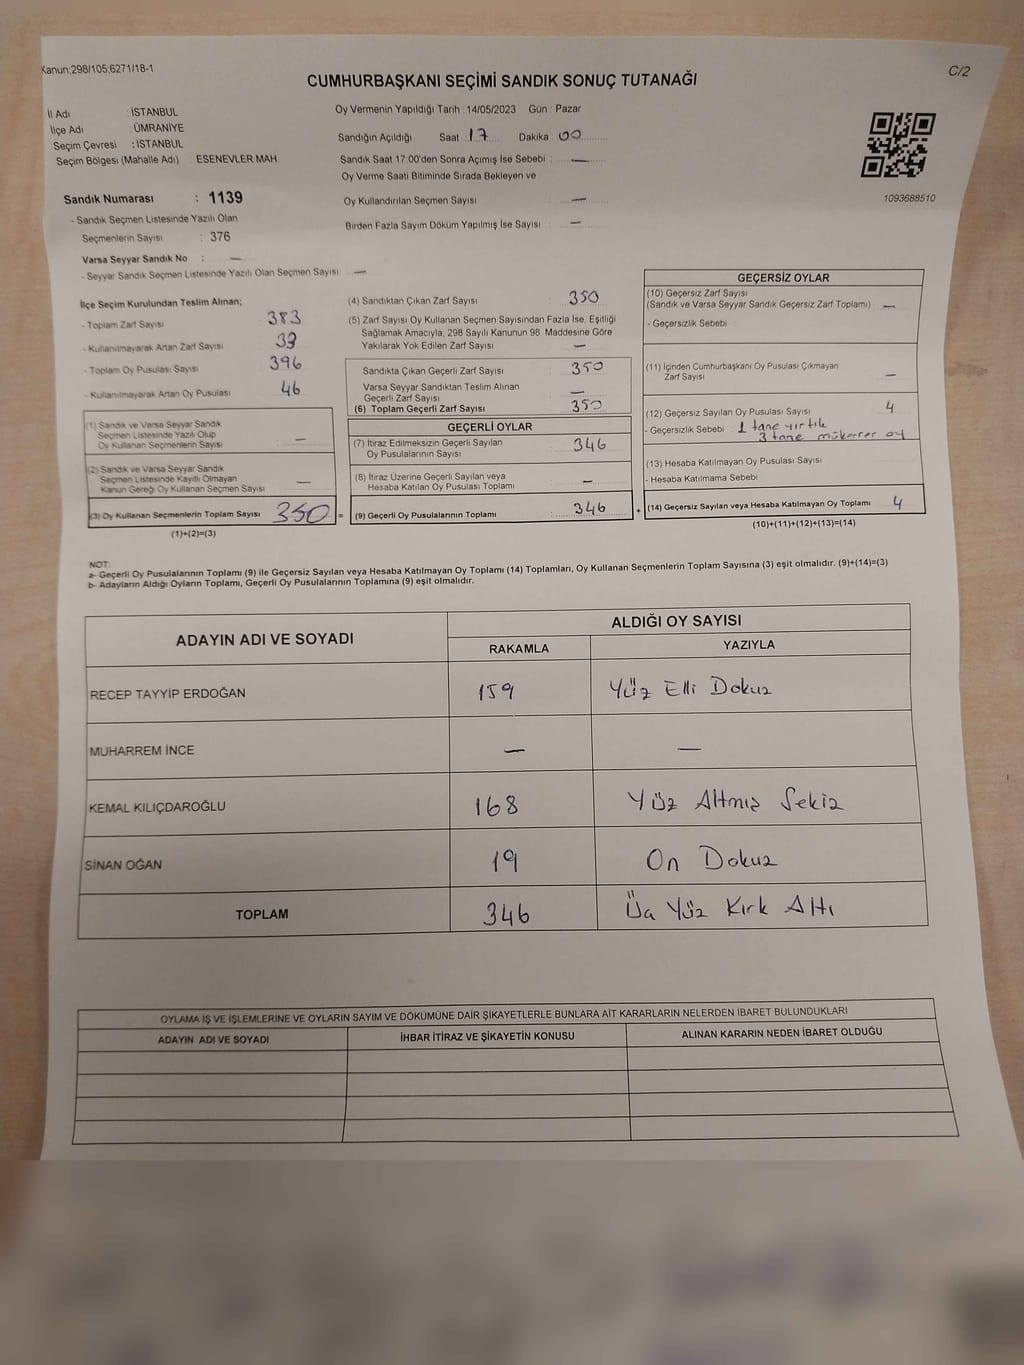 Kanun;298/105,6271/18-1
C/2
CUMHURBAŞKANI SEÇİMİ SANDIK SONUÇ TUTANAĞI
İl Adı : İSTANBUL
İlçe Adı : ÜMRANİYE
Seçim Çevresi : İSTANBUL
Seçim Bölgesi (Mahalle Adı) : ESENEVLER MAH.
Sandık Numarası : 1139
- Sandık Seçmen Listesinde Yazılı Olan
Seçmenlerin Sayısı : 376
Varsa Seyyar Sandık No : —
- Seyyar Sandık Seçmen Listesinde Yazılı Olan Seçmen Sayısı : —
Oy Vermenin Yapıldığı Tarih : 14/05/2023 Gün : Pazar
Sandığın Açıldığı Saat : 17 Dakika : 00
Sandık Saat 17:00'den Sonra Açımış İse Sebebi : —
Oy Verme Saati Bitiminde Sırada Bekleyen ve
Oy Kullandırılan Seçmen Sayısı : —
Birden Fazla Sayım Döküm Yapılmış İse Sayısı : —
1093688510
İlçe Seçim Kurulundan Teslim Alınan;
- Toplam Zarf Sayısı 383
- Kullanılmayarak Artan Zarf Sayısı 33
- Toplam Oy Pusulası Sayısı 396
- Kullanılmayarak Artan Oy Pusulası 46
(1) Sandık ve Varsa Seyyar Sandık
Seçmen Listesinde Yazılı Olup
Oy Kullanan Seçmenlerin Sayısı —
(2) Sandık ve Varsa Seyyar Sandık
Seçmen Listesinde Kayıtlı Olmayan
Kanun Gereği Oy Kullanan Seçmen Sayısı —
(3) Oy Kullanan Seçmenlerin Toplam Sayısı 350
(1)+(2)=(3)
(4) Sandıktan Çıkan Zarf Sayısı 350
(5) Zarf Sayısı Oy Kullanan Seçmen Sayısından Fazla İse, Eşitliği
Sağlamak Amacıyla, 298 Sayılı Kanunun 98. Maddesine Göre
Yakılarak Yok Edilen Zarf Sayısı —
Sandıkta Çıkan Geçerli Zarf Sayısı : 350
Varsa Seyyar Sandıktan Teslim Alınan
Geçerli Zarf Sayısı : —
(6) Toplam Geçerli Zarf Sayısı : 350
GEÇERLİ OYLAR
(7) İtiraz Edilmeksizin Geçerli Sayılan
Oy Pusulalarının Sayısı : 346
(8) İtiraz Üzerine Geçerli Sayılan veya
Hesaba Katılan Oy Pusulası Toplamı : —
= (9) Geçerli Oy Pusulalarının Toplamı : 346 +
GEÇERSİZ OYLAR
(10) Geçersiz Zarf Sayısı
(Sandık ve Varsa Seyyar Sandık Geçersiz Zarf Toplamı) —
- Geçersizlik Sebebi :
(11) İçinden Cumhurbaşkanı Oy Pusulası Çıkmayan
Zarf Sayısı —
(12) Geçersiz Sayılan Oy Pusulası Sayısı 4
- Geçersizlik Sebebi : 1 tane yırtık
3 tane mükerrer oy
(13) Hesaba Katılmayan Oy Pusulası Sayısı
- Hesaba Katılmama Sebebi
(14) Geçersiz Sayılan veya Hesaba Katılmayan Oy Toplamı 4
(10)+(11)+(12)+(13)=(14)
NOT:
a- Geçerli Oy Pusulalarının Toplamı (9) ile Geçersiz Sayılan veya Hesaba Katılmayan Oy Toplamı (14) Toplamları, Oy Kullanan Seçmenlerin Toplam Sayısına (3) eşit olmalıdır. (9)+(14)=(3)
b- Adayların Aldığı Oyların Toplamı, Geçerli Oy Pusulalarının Toplamına (9) eşit olmalıdır.
ADAYIN ADI VE SOYADI ALDIĞI OY SAYISI
RAKAMLA YAZIYLA
RECEP TAYYİP ERDOĞAN 159 Yüz Elli Dokuz
MUHARREM İNCE — —
KEMAL KILIÇDAROĞLU 168 Yüz Altmış Sekiz
SİNAN OĞAN 19 On Dokuz
TOPLAM 346 Üç Yüz Kırk Altı
OYLAMA İŞ VE İŞLEMLERİNE VE OYLARIN SAYIM VE DÖKÜMÜNE DAİR ŞİKAYETLERLE BUNLARA AİT KARARLARIN NELERDEN İBARET BULUNDUKLARI
ADAYIN ADI VE SOYADI İHBAR İTİRAZ VE ŞİKAYETİN KONUSU ALINAN KARARIN NEDEN İBARET OLDUĞU